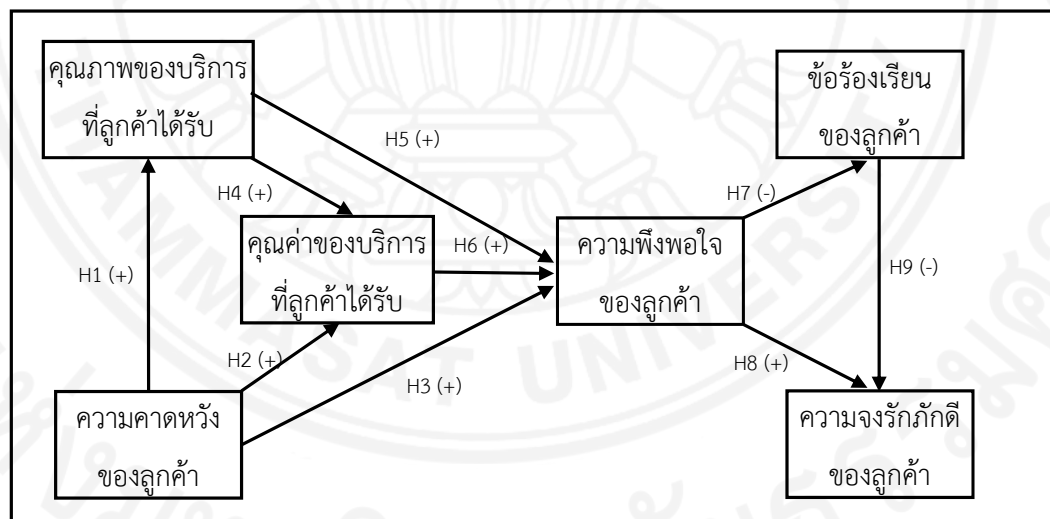 คุณภาพของบริการ
ที่ลูกค้าได้รับ
ข้อร้องเรียน
ของลูกค้า
H5 (+)
H4 (+)
H7 (-)
คุณค่าของบริการ
ที่ลูกค้าได้รับ
H6 (+)
ความพึงพอใจ
ของลูกค้า
H1 (+)
H9 (-)
H2 (+)
H3 (+)
H8 (+)
ความคาดหวัง
ของลูกค้า
ความจงรักภักดี
ของลูกค้า
THAMMASAT UNIVERSITY